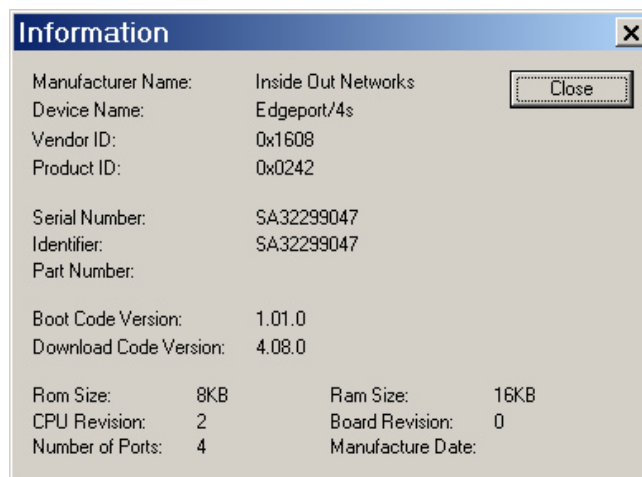 Information
Manufacturer Name: Inside Out Networks Close
Device Name: Edgeport/4s
Vendor ID: 0x1608
Product ID: 0x0242
Serial Number: SA32299047
Identifier: SA32299047
Part Number:
Boot Code Version: 1.01.0
Download Code Version: 4.08.0
Rom Size: 8KB Ram Size: 16KB
CPU Revision: 2 Board Revision: 0
Number of Ports: 4 Manufacture Date: